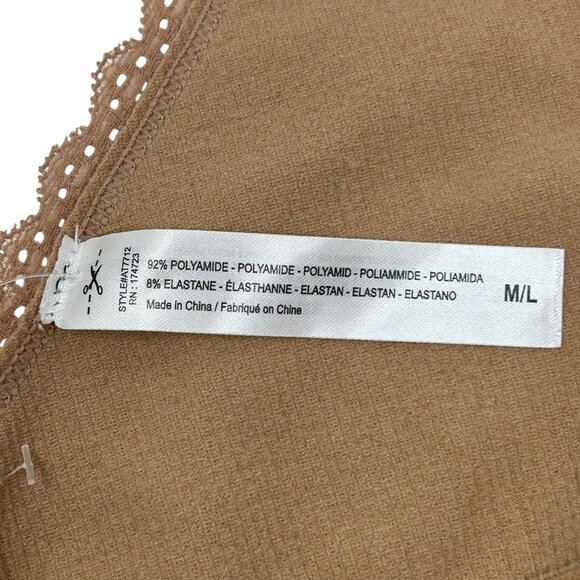 STYLE#AT7712
RN : 174723
92% POLYAMIDE - POLYAMIDE - POLYAMID - POLIAMMIDE - POLIAMIDA
8% ELASTANE - ÉLASTHANNE - ELASTAN - ELASTAN - ELASTANO
Made in China / Fabriqué on Chine
M/L